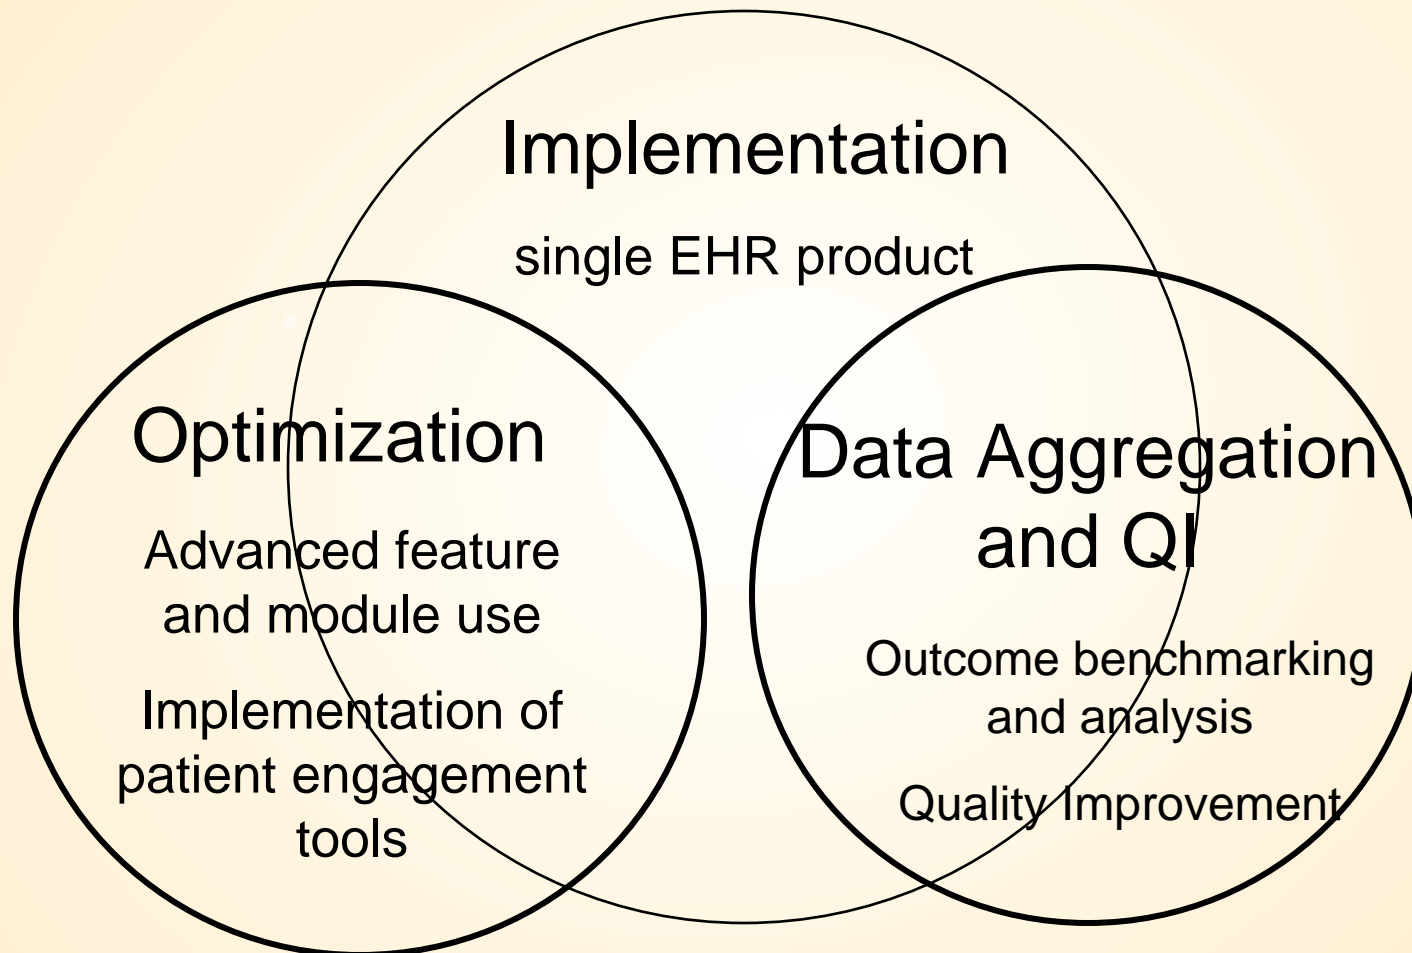 Implementation
single EHR product
Optimization
Advanced feature
and module use
Implementation of
patient engagement
tools
Data Aggregation
and QI
Outcome benchmarking
and analysis
Quality Improvement